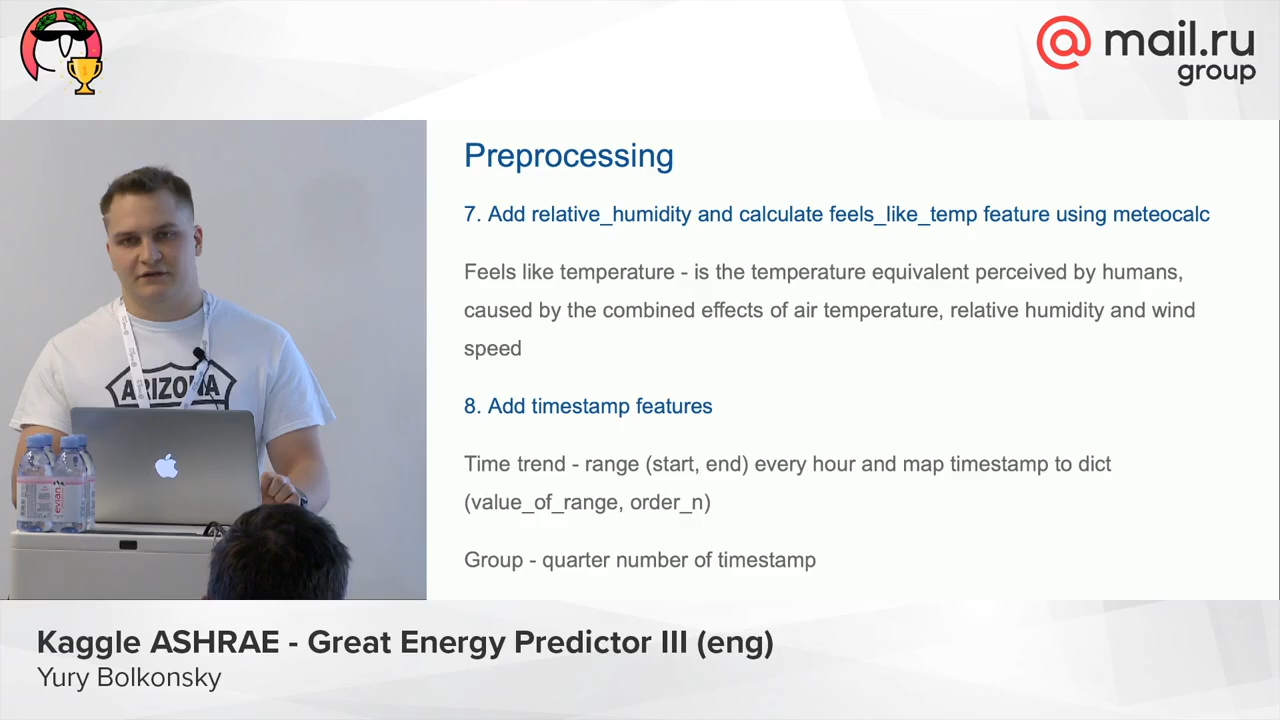 @ mail.ru
group
Preprocessing
7. Add relative_humidity and calculate feels_like_temp feature using meteocalc
Feels like temperature - is the temperature equivalent perceived by humans,
caused by the combined effects of air temperature, relative humidity and wind
speed
8. Add timestamp features
Time trend - range (start, end) every hour and map timestamp to dict
(value_of_range, order_n)
Group - quarter number of timestamp
ARIZONA
evian
Kaggle ASHRAE - Great Energy Predictor III (eng)
Yury Bolkonsky